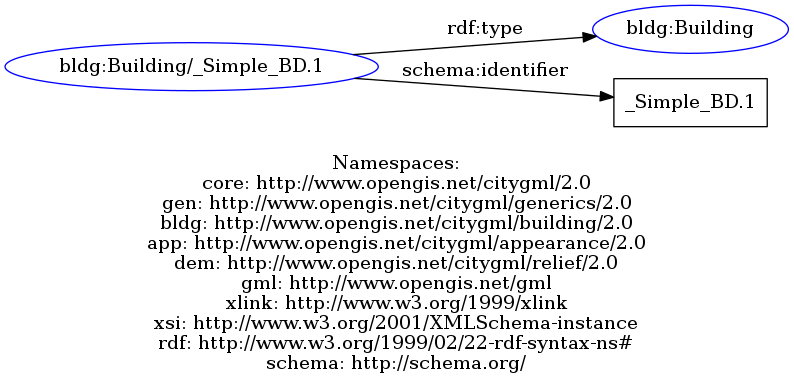 rdf:type
bldg:Building
bldg:Building/_Simple_BD.1
schema:identifier
_Simple_BD.1
Namespaces:
core: http://www.opengis.net/citygml/2.0
gen: http://www.opengis.net/citygml/generics/2.0
bldg: http://www.opengis.net/citygml/building/2.0
app: http://www.opengis.net/citygml/appearance/2.0
dem: http://www.opengis.net/citygml/relief/2.0
gml: http://www.opengis.net/gml
xlink: http://www.w3.org/1999/xlink
xsi: http://www.w3.org/2001/XMLSchema-instance
rdf: http://www.w3.org/1999/02/22-rdf-syntax-ns#
schema: http://schema.org/